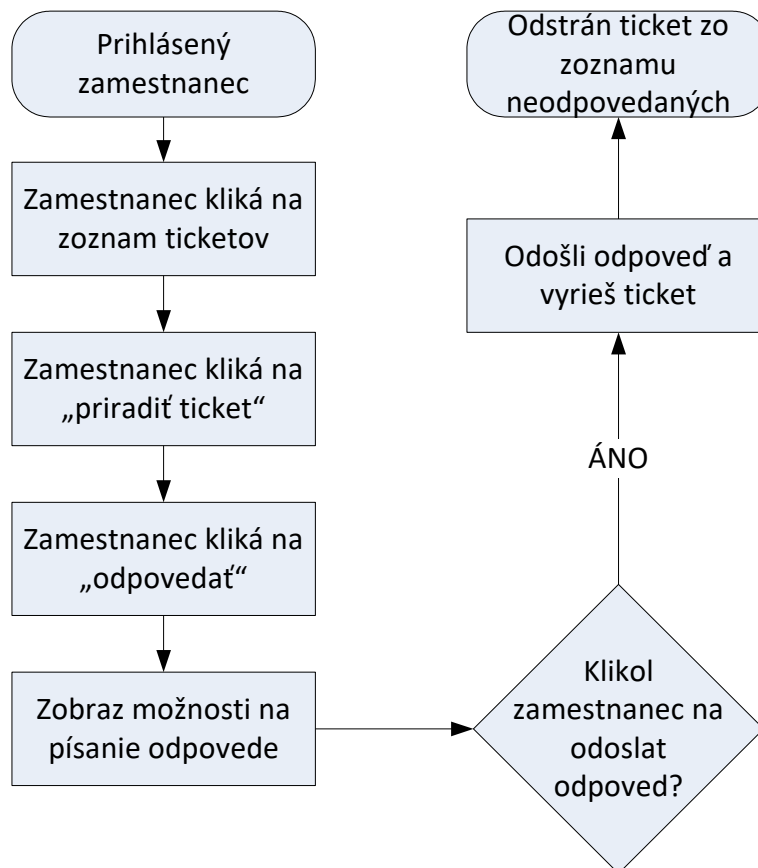 Prihlásený
zamestnanec
Zamestnanec kliká na
zoznam ticketov
Zamestnanec kliká na
„priradiť ticket“
Zamestnanec kliká na
„odpovedať“
Zobraz možnosti na
písanie odpovede
Klikol
zamestnanec na
odoslat
odpoved?
ÁNO
Odošli odpoveď a
vyrieš ticket
Odstrán ticket zo
zoznamu
neodpovedaných